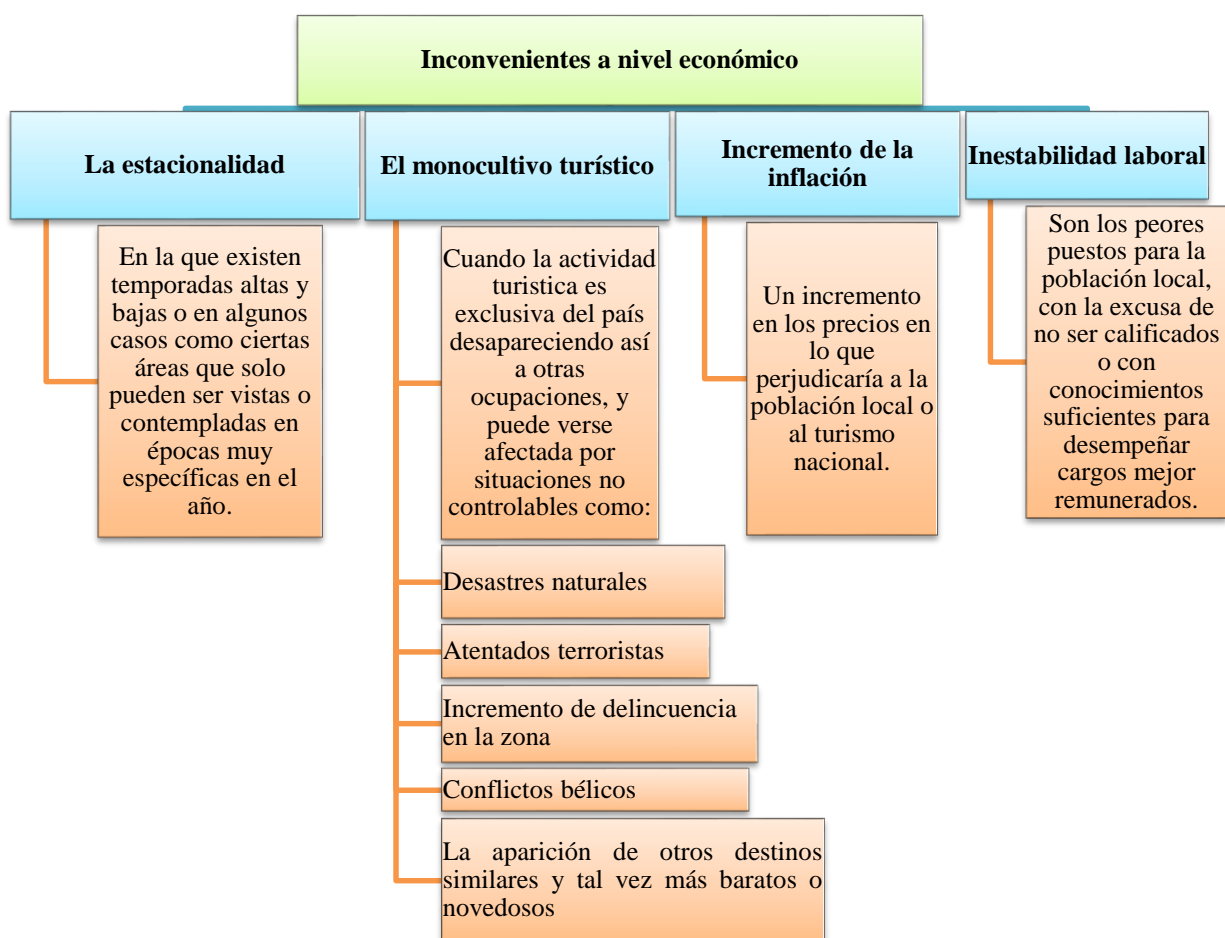 Inconvenientes a nivel económico
La estacionalidad
En la que existen
temporadas altas y
bajas o en algunos
casos como ciertas
áreas que solo
pueden ser vistas o
contempladas en
épocas muy
específicas en el
año.
El monocultivo turístico
Cuando la actividad
turistica es
exclusiva del país
desapareciendo así
a otras
ocupaciones, y
puede verse
afectada por
situaciones no
controlables como:
Desastres naturales
Atentados terroristas
Incremento de delincuencia
en la zona
Conflictos bélicos
La aparición de otros destinos
similares y tal vez más baratos o
novedosos
Incremento de la
inflación
Un incremento
en los precios en
lo que
perjudicaría a la
población local o
al turismo
nacional.
Inestabilidad laboral
Son los peores
puestos para la
población local,
con la excusa de
no ser calificados
o con
conocimientos
suficientes para
desempeñar
cargos mejor
remunerados.